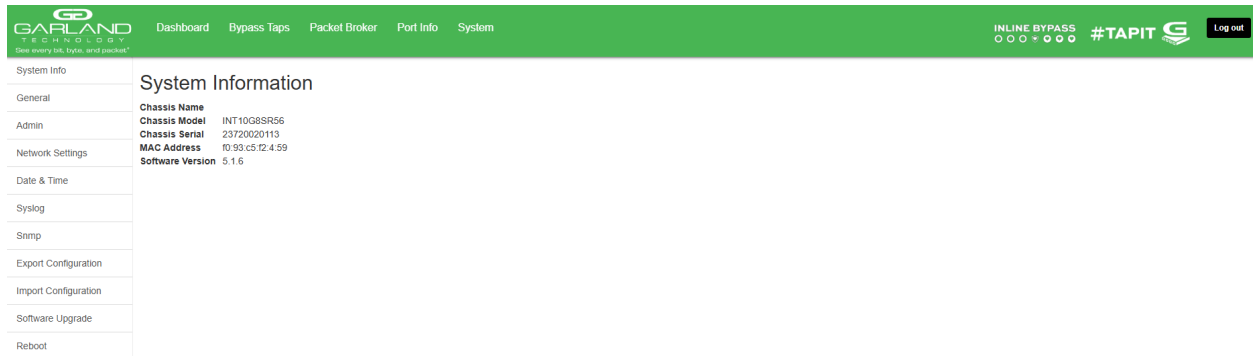 GARLAND
TECHNOLOGY
See every bit, byte, and packet®
Dashboard Bypass Taps Packet Broker Port Info System
INLINE BYPASS
#TAPIT
Log out
System Info
General
Admin
Network Settings
Date & Time
Syslog
Snmp
Export Configuration
Import Configuration
Software Upgrade
Reboot
System Information
Chassis Name
Chassis Model INT10G8SR56
Chassis Serial 23720020113
MAC Address f0:93:c5:f2:4:59
Software Version 5.1.6